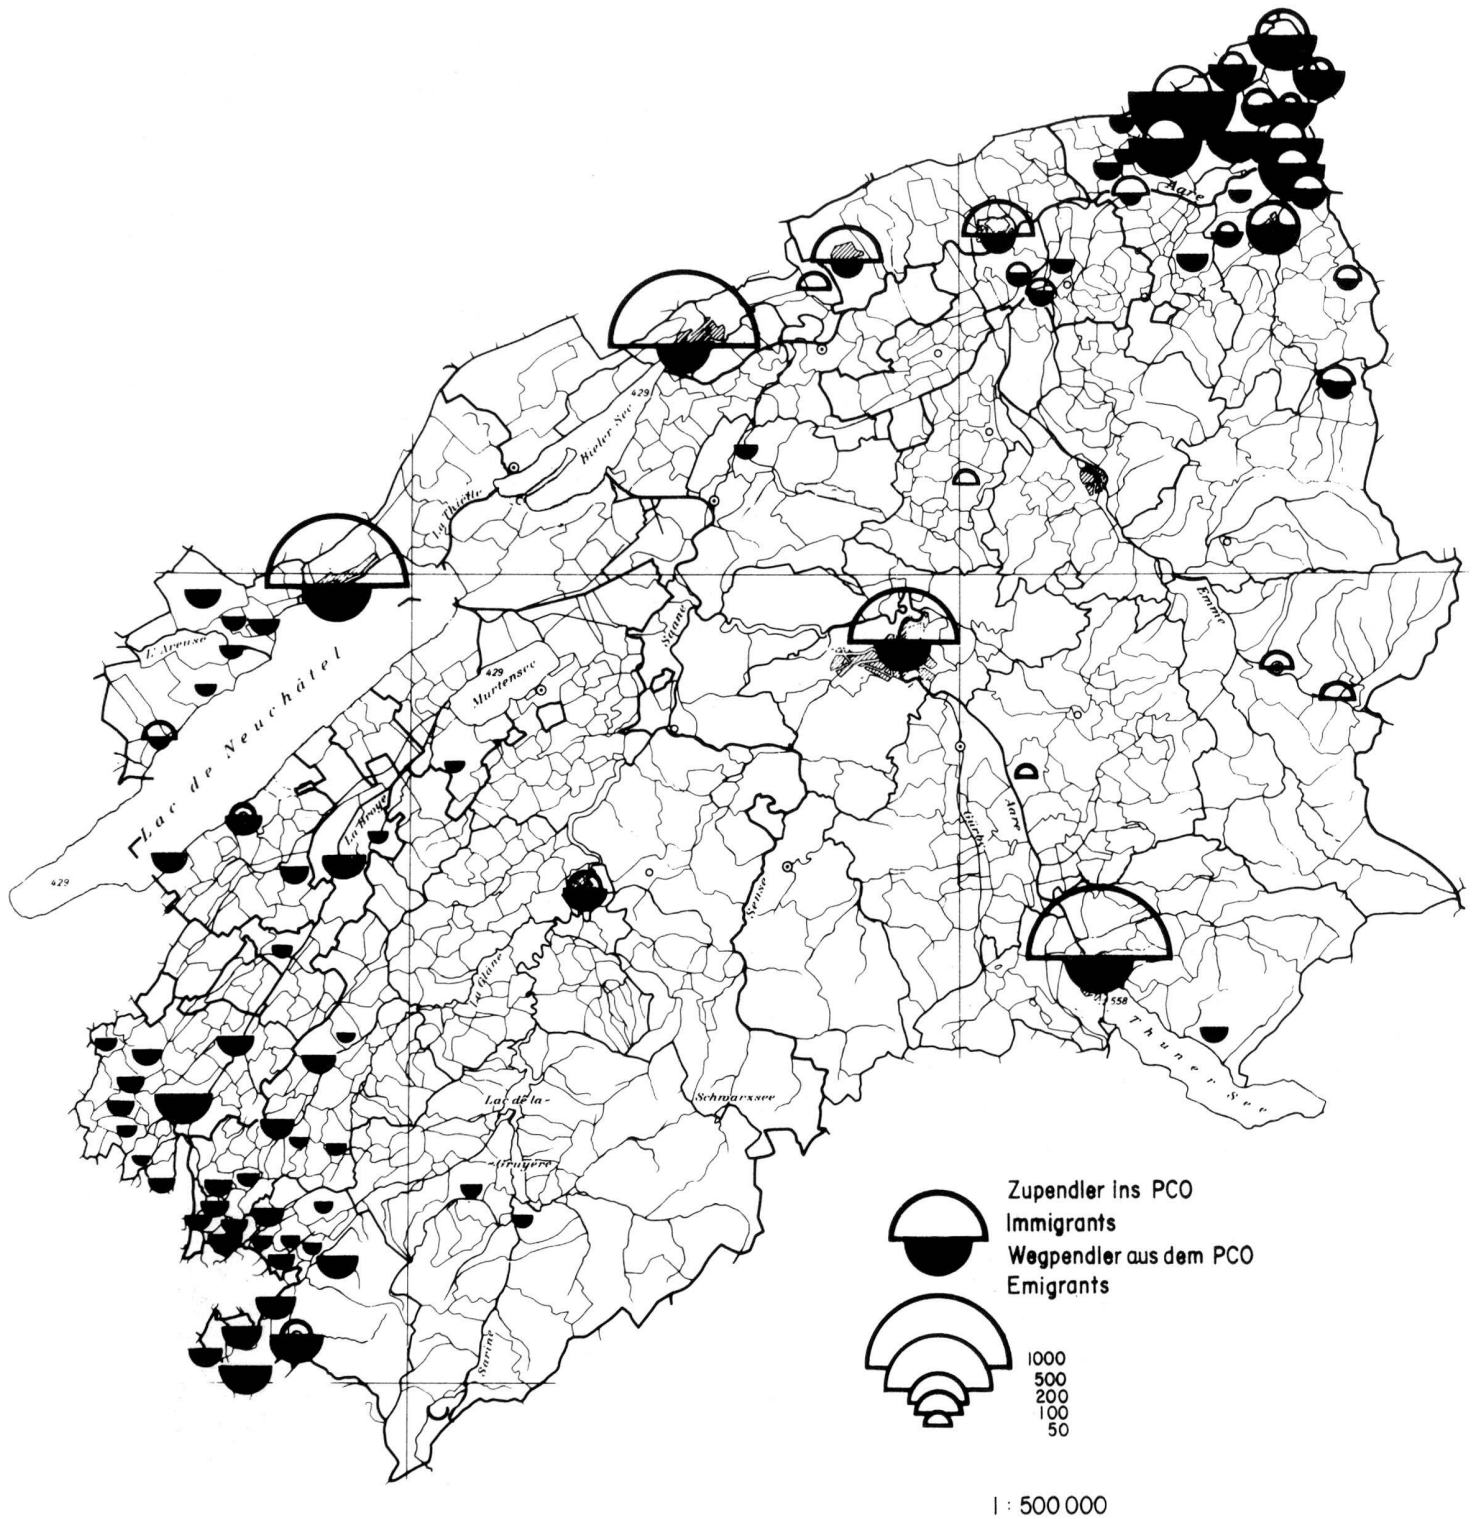 Aare
429
Bieler See
La Thielle
Emme
Saane
L'Areuse
429
Murtensee
Lac de Neuchâtel
La Broye
Aare
Gürbe
429
Sense
La Glâne
558
Thuner See
Lac de la-
Schwarzsee
-Gruyère
Sarine
Zupendler ins PCO
Immigrants
Wegpendler aus dem PCO
Emigrants
1000
500
200
100
50
1 : 500 000